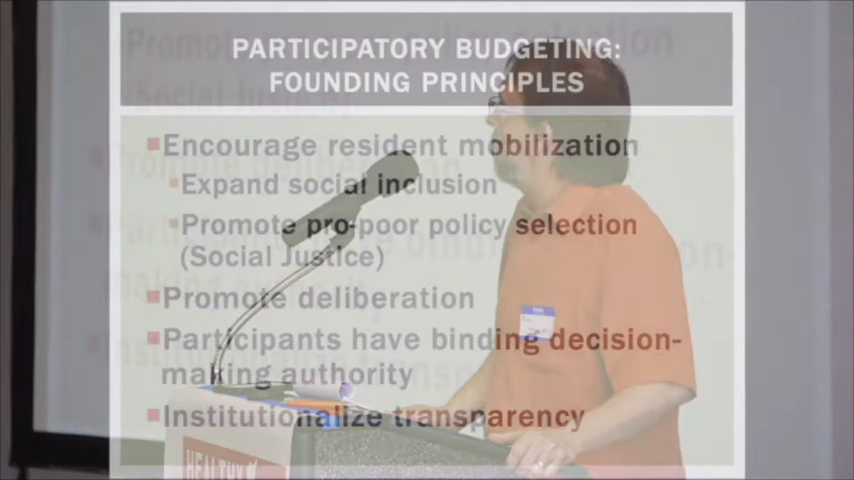 PARTICIPATORY BUDGETING:
FOUNDING PRINCIPLES
Encourage resident mobilization
Expand social inclusion
Promote pro-poor policy selection
(Social Justice)
Promote deliberation
Participants have binding decision-
making authority
Institutionalize transparency
HEALTHY